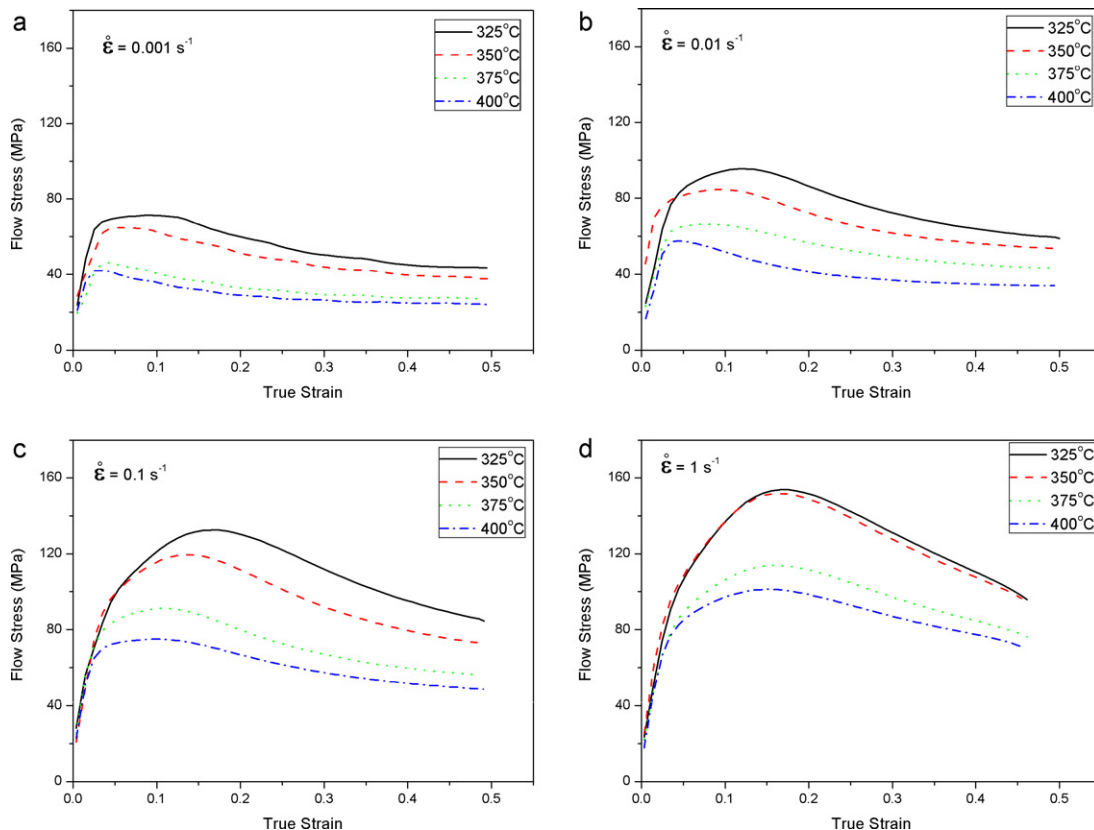 a
ε̇ = 0.001 s⁻¹
325°C
350°C
375°C
400°C
160
120
80
40
0
Flow Stress (MPa)
0.0 0.1 0.2 0.3 0.4 0.5
True Strain
b
ε̇ = 0.01 s⁻¹
325°C
350°C
375°C
400°C
160
120
80
40
0
Flow Stress (MPa)
0.0 0.1 0.2 0.3 0.4 0.5
True Strain
c
ε̇ = 0.1 s⁻¹
325°C
350°C
375°C
400°C
160
120
80
40
0
Flow Stress (MPa)
0.0 0.1 0.2 0.3 0.4 0.5
True Strain
d
ε̇ = 1 s⁻¹
325°C
350°C
375°C
400°C
160
120
80
40
0
Flow Stress (MPa)
0.0 0.1 0.2 0.3 0.4 0.5
True Strain